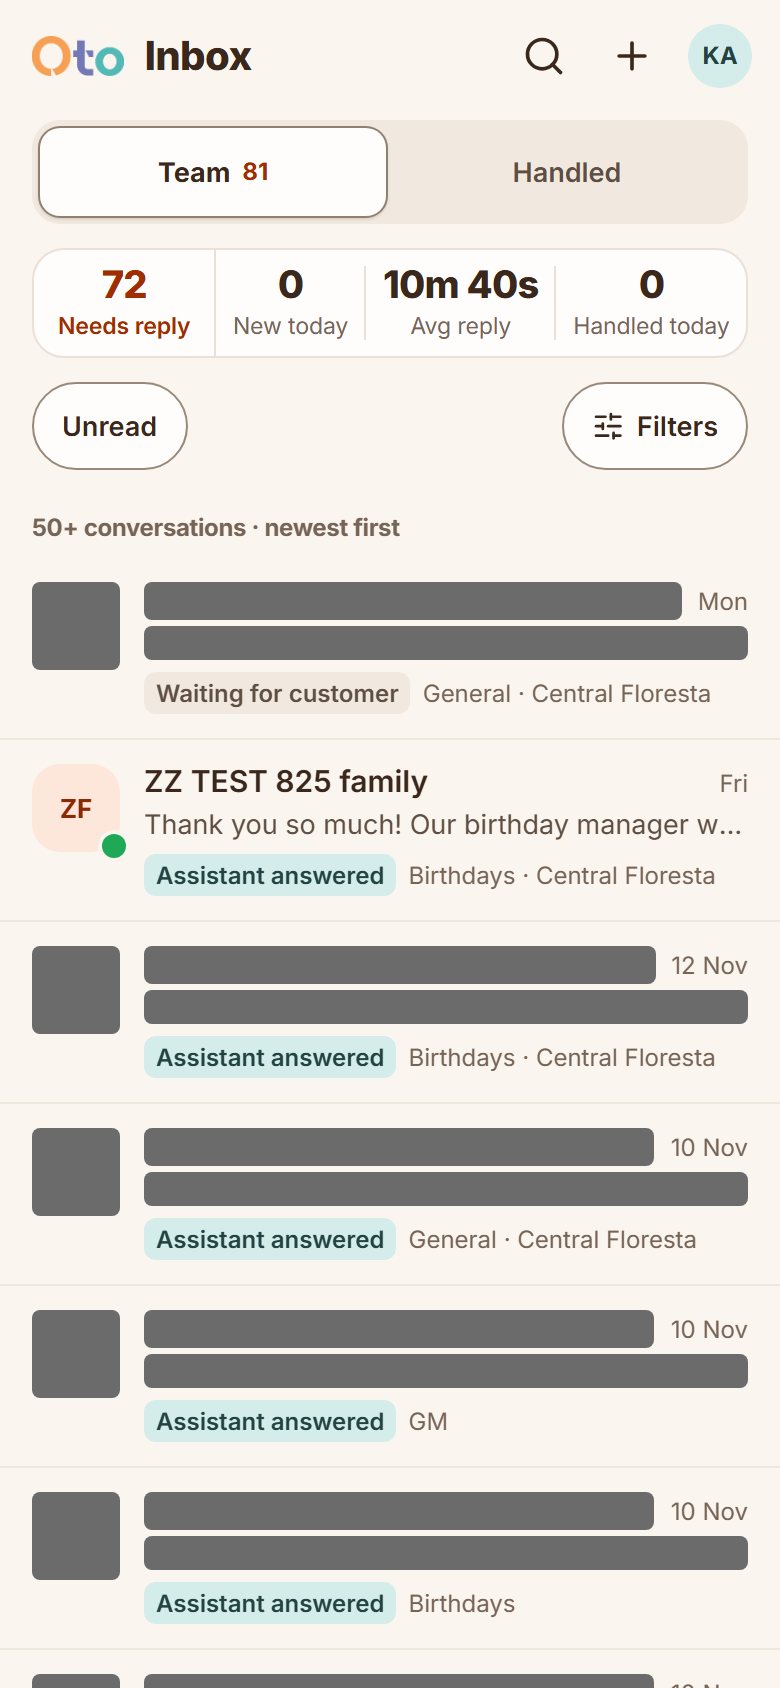 Oto Inbox
KA
Team 81
Handled
72
Needs reply
0
New today
10m 40s
Avg reply
0
Handled today
Unread
Filters
50+ conversations · newest first
Mon
Waiting for customer General · Central Floresta
ZF
ZZ TEST 825 family
Fri
Thank you so much! Our birthday manager w...
Assistant answered Birthdays · Central Floresta
12 Nov
Assistant answered Birthdays · Central Floresta
10 Nov
Assistant answered General · Central Floresta
10 Nov
Assistant answered GM
10 Nov
Assistant answered Birthdays